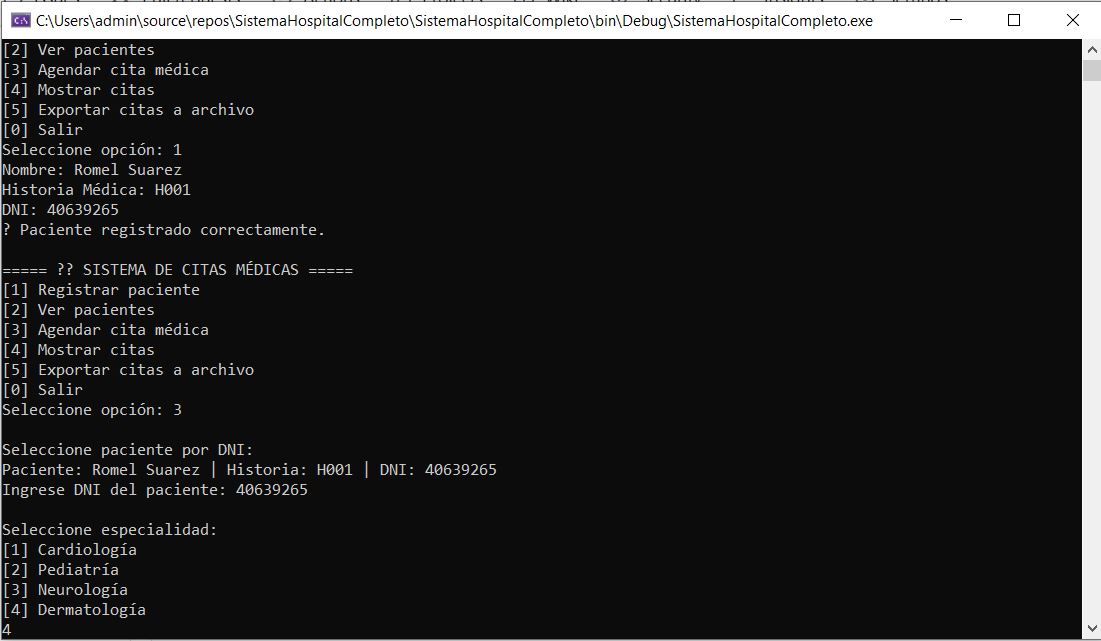 C:\Users\admin\source\repos\SistemaHospitalCompleto\SistemaHospitalCompleto\bin\Debug\SistemaHospitalCompleto.exe
[2] Ver pacientes
[3] Agendar cita médica
[4] Mostrar citas
[5] Exportar citas a archivo
[0] Salir
Seleccione opción: 1
Nombre: Romel Suarez
Historia Médica: H001
DNI: 40639265
? Paciente registrado correctamente.
===== ?? SISTEMA DE CITAS MÉDICAS =====
[1] Registrar paciente
[2] Ver pacientes
[3] Agendar cita médica
[4] Mostrar citas
[5] Exportar citas a archivo
[0] Salir
Seleccione opción: 3
Seleccione paciente por DNI:
Paciente: Romel Suarez | Historia: H001 | DNI: 40639265
Ingrese DNI del paciente: 40639265
Seleccione especialidad:
[1] Cardiología
[2] Pediatría
[3] Neurología
[4] Dermatología
4